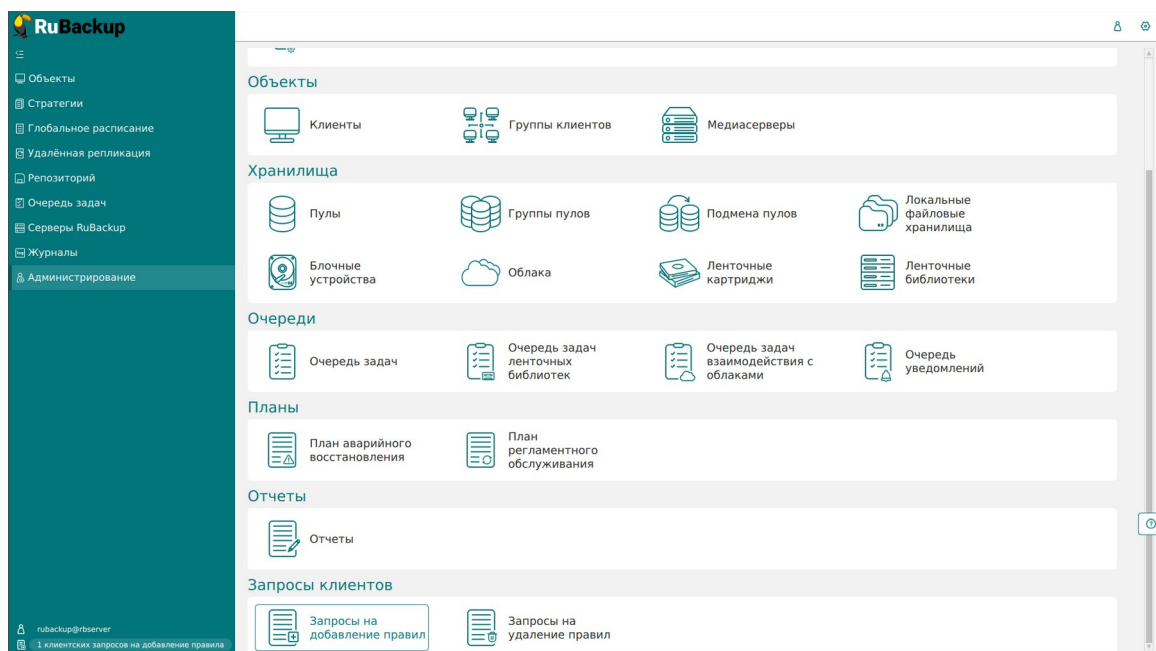 RuBackup
Объекты
Стратегии
Глобальное расписание
Удалённая репликация
Репозиторий
Очередь задач
Серверы RuBackup
Журналы
Администрирование
rubackup@rbserver
1 клиентских запросов на добавление правила
Объекты
Клиенты
Группы клиентов
Медиасерверы
Хранилища
Пулы
Группы пулов
Подмена пулов
Локальные
файловые
хранилища
Блочные
устройства
Облака
Ленточные
картриджи
Ленточные
библиотеки
Очереди
Очередь задач
Очередь задач
ленточных
библиотек
Очередь задач
взаимодействия с
облаками
Очередь
уведомлений
Планы
План аварийного
восстановления
План
регламентного
обслуживания
Отчеты
Отчеты
Запросы клиентов
Запросы на
добавление правил
Запросы на
удаление правил